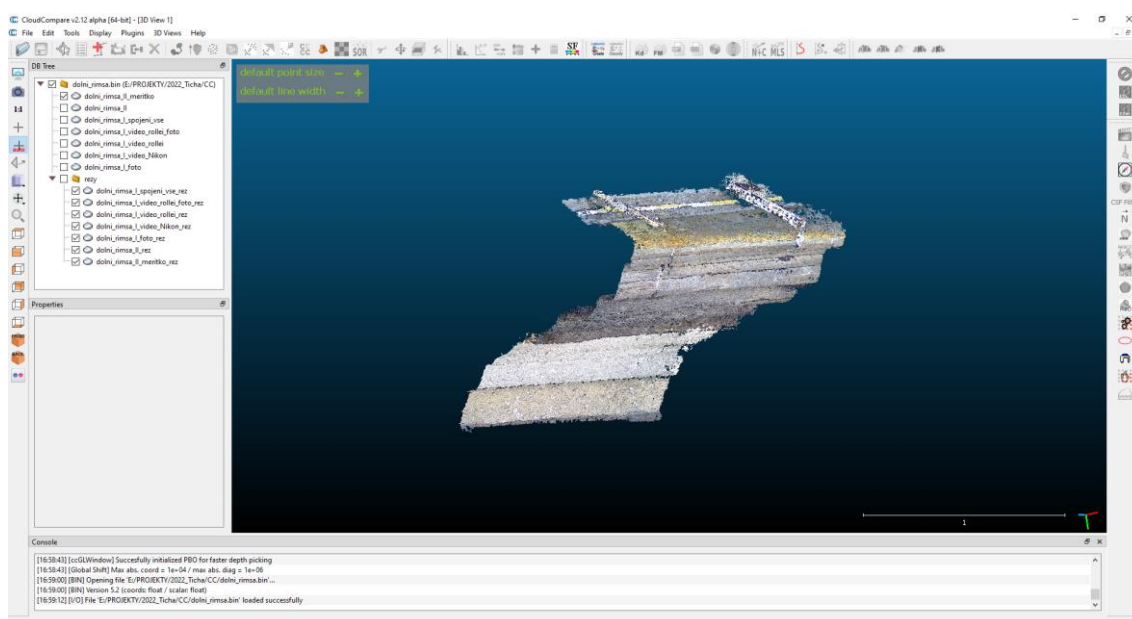 CloudCompare v2.12 alpha [64-bit] - [3D View 1]
File Edit Tools Display Plugins 3D Views Help
SOR
SF
N+C MLS
DB Tree
default point size - +
default line width - +
dolni_rimsa.bin (E:/PROJEKTY/2022_Ticha/CC)
dolni_rimsa_II_meritko
dolni_rimsa_II
dolni_rimsa_I_spojeni_vse
dolni_rimsa_I_video_rollei_foto
dolni_rimsa_I_video_rollei
dolni_rimsa_I_video_Nikon
dolni_rimsa_I_foto
rezy
dolni_rimsa_I_spojeni_vse_rez
dolni_rimsa_I_video_rollei_foto_rez
dolni_rimsa_I_video_rollei_rez
dolni_rimsa_I_video_Nikon_rez
dolni_rimsa_I_foto_rez
dolni_rimsa_II_rez
dolni_rimsa_II_meritko_rez
1:1
N
Properties
1
Console
[16:58:43] [ccGLWindow] Succesfully initialized PBO for faster depth picking
[16:58:43] [Global Shift] Max abs. coord = 1e+04 / max abs. diag = 1e+06
[16:59:00] [BIN] Opening file 'E:/PROJEKTY/2022_Ticha/CC/dolni_rimsa.bin'...
[16:59:00] [BIN] Version 5.2 (coords: float / scalar: float)
[16:59:12] [I/O] File 'E:/PROJEKTY/2022_Ticha/CC/dolni_rimsa.bin' loaded successfully